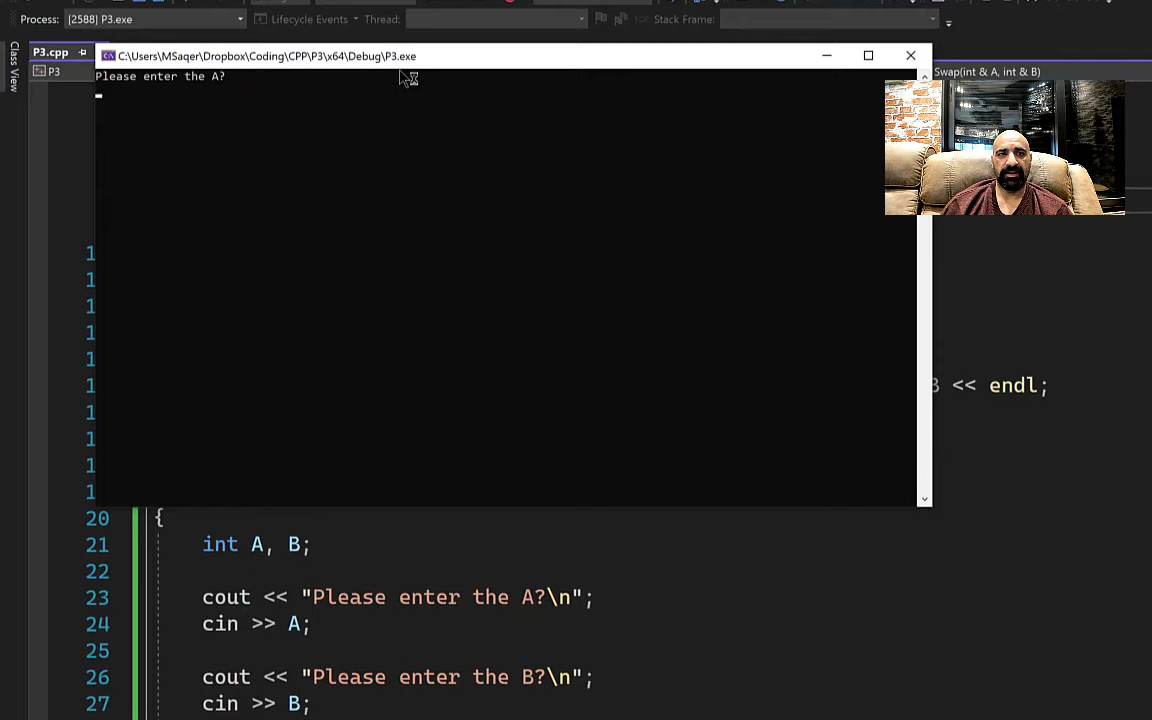 Process: [2588] P3.exe Lifecycle Events Thread: Stack Frame:
Class View
P3.cpp
P3
Swap(int & A, int & B)
C:\Users\MSaqer\Dropbox\Coding\CPP\P3\x64\Debug\P3.exe
Please enter the A?
1
1
1
1
1
1 << endl;
1
1
1
1
20 {
21 int A, B;
22
23 cout << "Please enter the A?\n";
24 cin >> A;
25
26 cout << "Please enter the B?\n";
27 cin >> B;